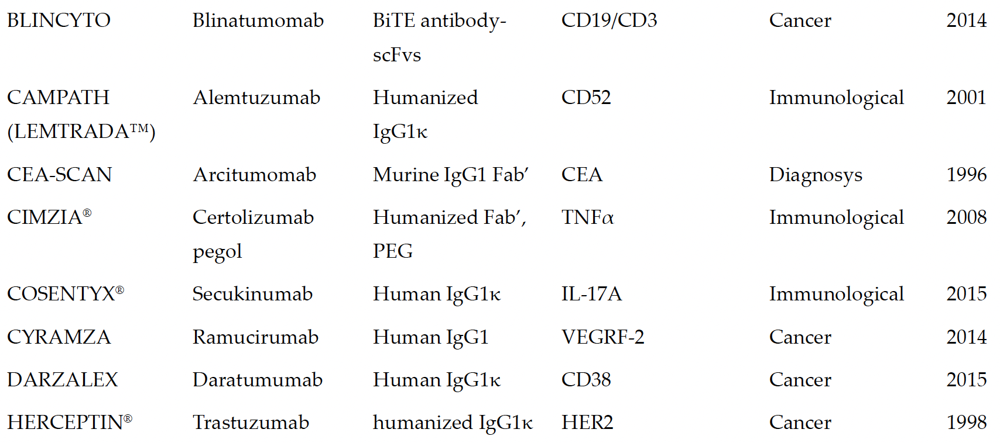 BLINCYTO Blinatumomab BiTE antibody- CD19/CD3 Cancer 2014
scFvs
CAMPATH Alemtuzumab Humanized CD52 Immunological 2001
(LEMTRADA™) IgG1κ
CEA-SCAN Arcitumomab Murine IgG1 Fab’ CEA Diagnosys 1996
CIMZIA® Certolizumab Humanized Fab’, TNFα Immunological 2008
pegol PEG
COSENTYX® Secukinumab Human IgG1κ IL-17A Immunological 2015
CYRAMZA Ramucirumab Human IgG1 VEGRF-2 Cancer 2014
DARZALEX Daratumumab Human IgG1κ CD38 Cancer 2015
HERCEPTIN® Trastuzumab humanized IgG1κ HER2 Cancer 1998